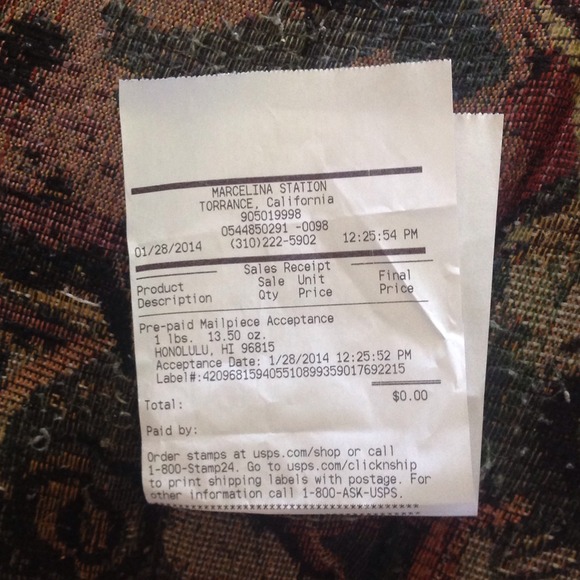 MARCELINA STATION
TORRANCE, California
905019998
0544850291 -0098
01/28/2014 (310)222-5902 12:25:54 PM
Sales Receipt
Product Sale Unit Final
Description Qty Price Price
Pre-paid Mailpiece Acceptance
1 lbs. 13.50 oz.
HONOLULU, HI 96815
Acceptance Date: 1/28/2014 12:25:52 PM
Label#:420968159405510899359017692215
Total: $0.00
Paid by:
Order stamps at usps.com/shop or call
1-800-Stamp24. Go to usps.com/clicknship
to print shipping labels with postage. For
other information call 1-800-ASK-USPS.